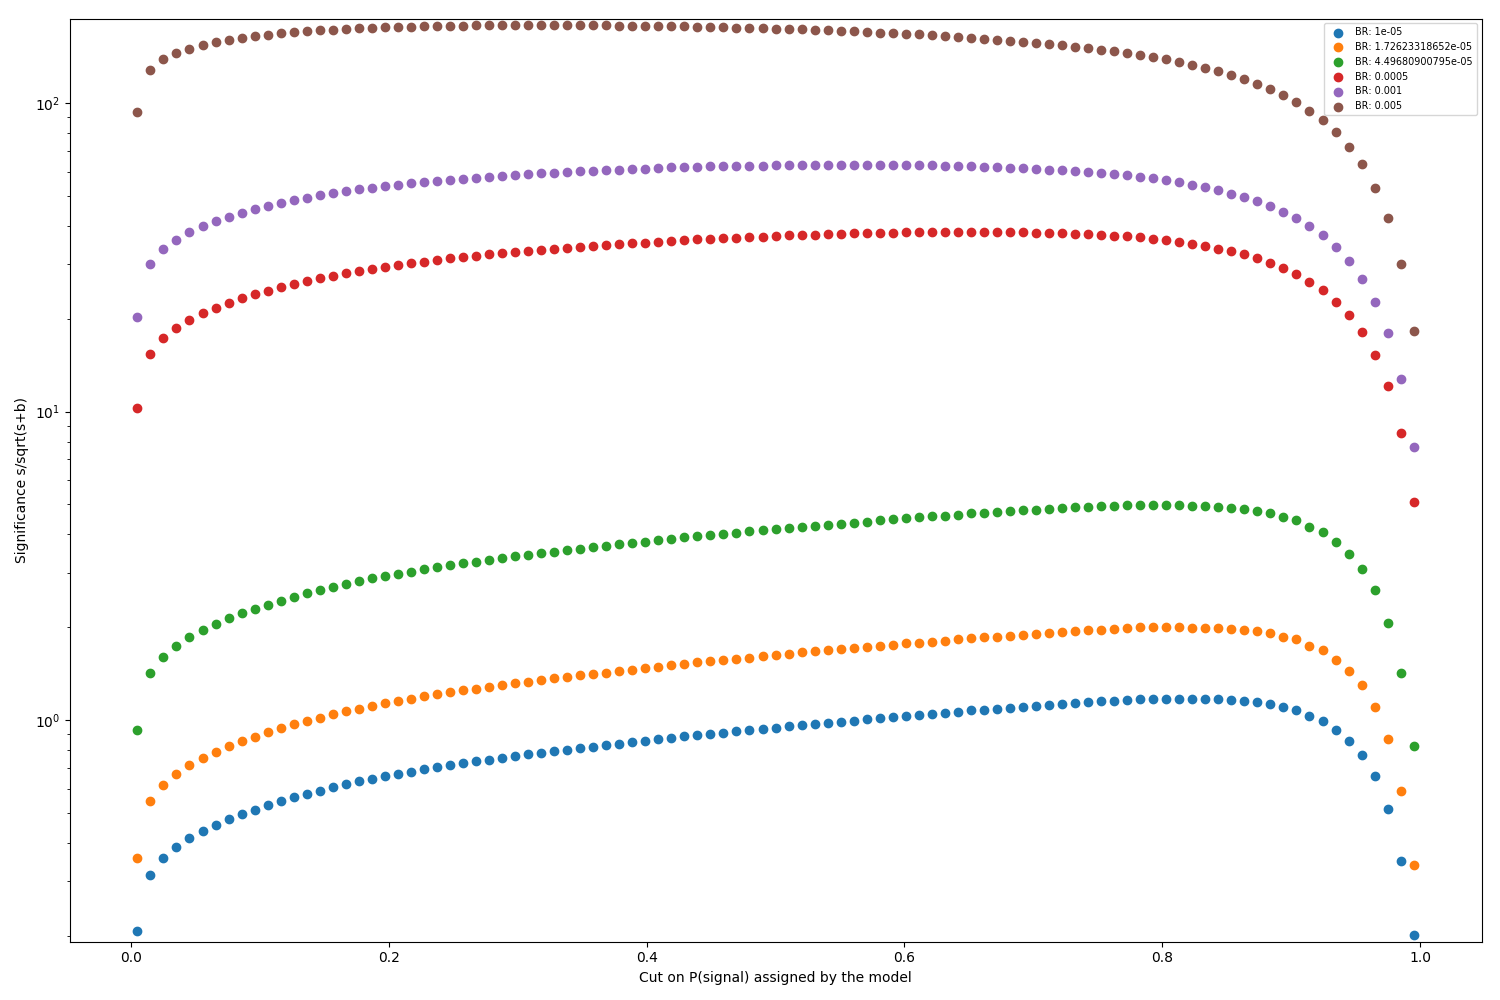 BR: 1e-05
BR: 1.72623318652e-05
BR: 4.49680900795e-05
BR: 0.0005
BR: 0.001
BR: 0.005
10²
10¹
10⁰
Significance s/sqrt(s+b)
0.0 0.2 0.4 0.6 0.8 1.0
Cut on P(signal) assigned by the model